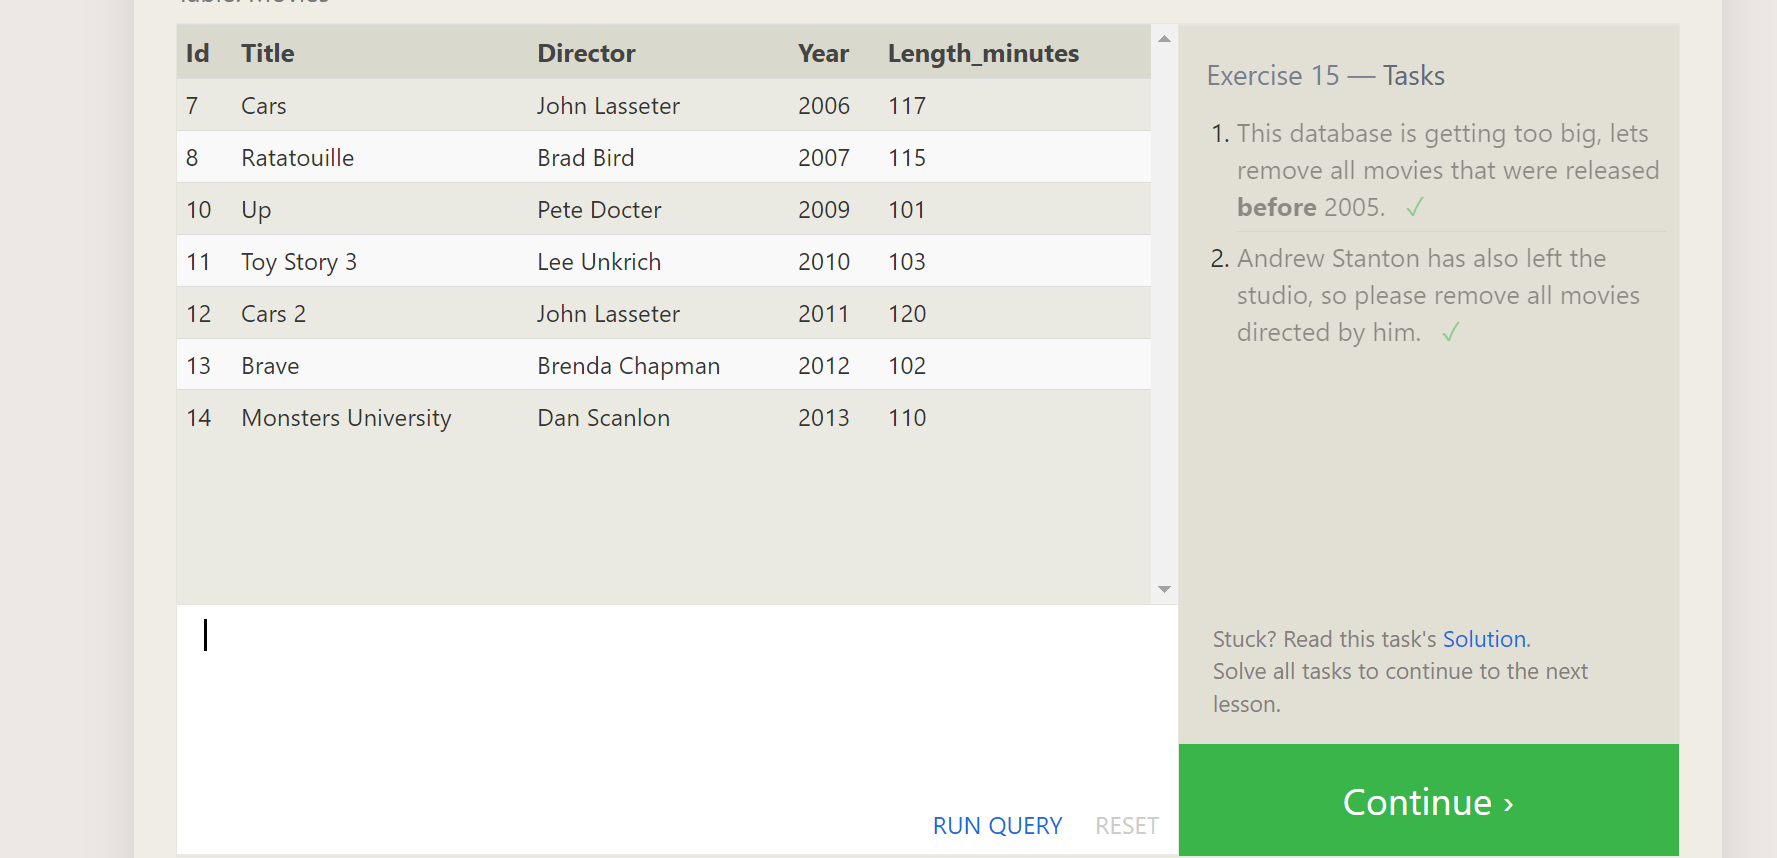 Table: Movies
Id Title Director Year Length_minutes
7 Cars John Lasseter 2006 117
8 Ratatouille Brad Bird 2007 115
10 Up Pete Docter 2009 101
11 Toy Story 3 Lee Unkrich 2010 103
12 Cars 2 John Lasseter 2011 120
13 Brave Brenda Chapman 2012 102
14 Monsters University Dan Scanlon 2013 110
RUN QUERY RESET
Exercise 15 — Tasks
1. This database is getting too big, lets
remove all movies that were released
before 2005. ✓
2. Andrew Stanton has also left the
studio, so please remove all movies
directed by him. ✓
Stuck? Read this task's Solution.
Solve all tasks to continue to the next
lesson.
Continue ›